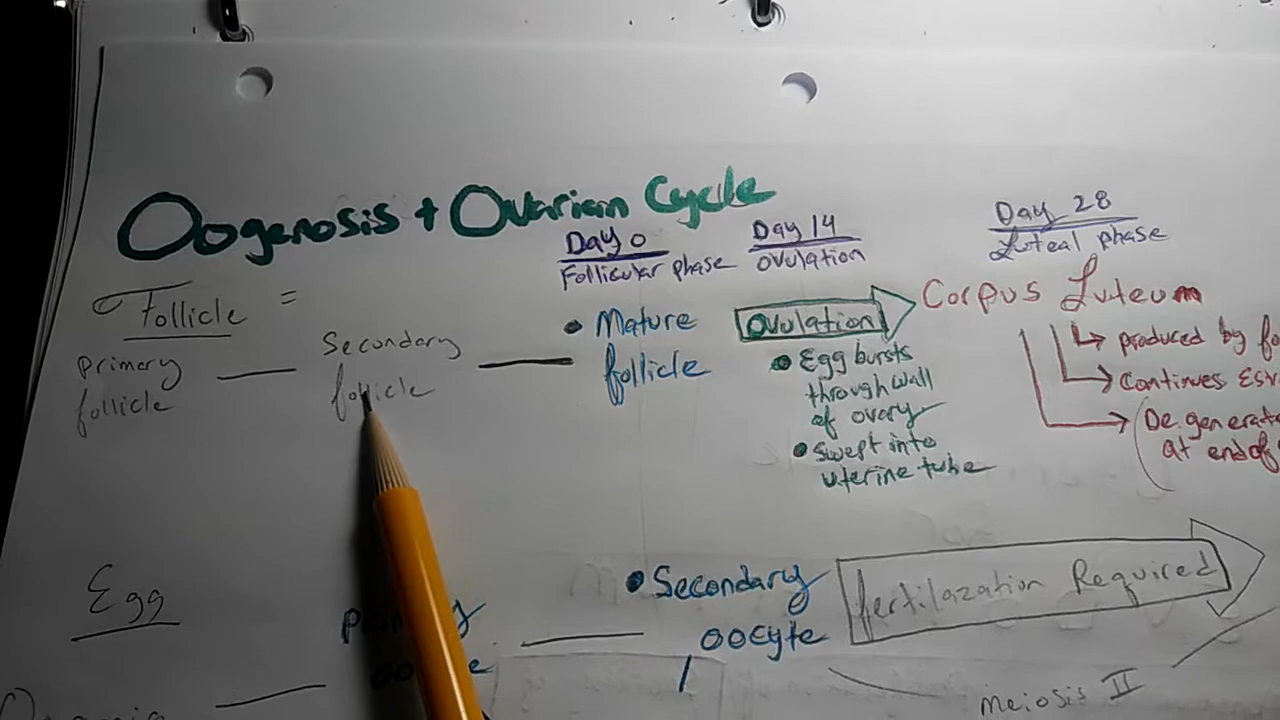 Oogenosis + Ovarian Cycle
Day 0
Follicular phase
Day 14
Ovulation
Day 28
Luteal phase
Follicle =
primary
follicle
Secondary
follicle
• Mature
follicle
Ovulation
• Egg bursts
through wall
of ovary
• Swept into
uterine tube
Corpus Luteum
produced by
Continues
Degenerat
at end of
Egg
• Secondary
oocyte
fertilazation Required
meiosis II